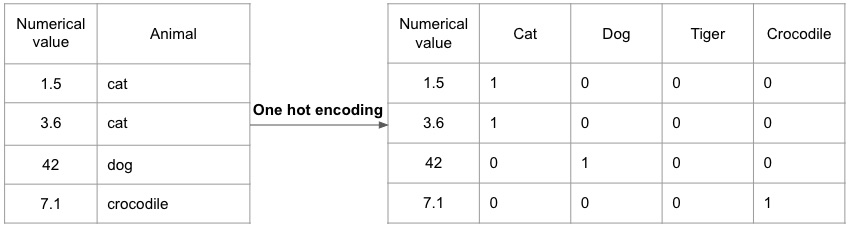 Numerical value Animal
1.5 cat
3.6 cat
42 dog
7.1 crocodile
One hot encoding
Numerical value Cat Dog Tiger Crocodile
1.5 1 0 0 0
3.6 1 0 0 0
42 0 1 0 0
7.1 0 0 0 1